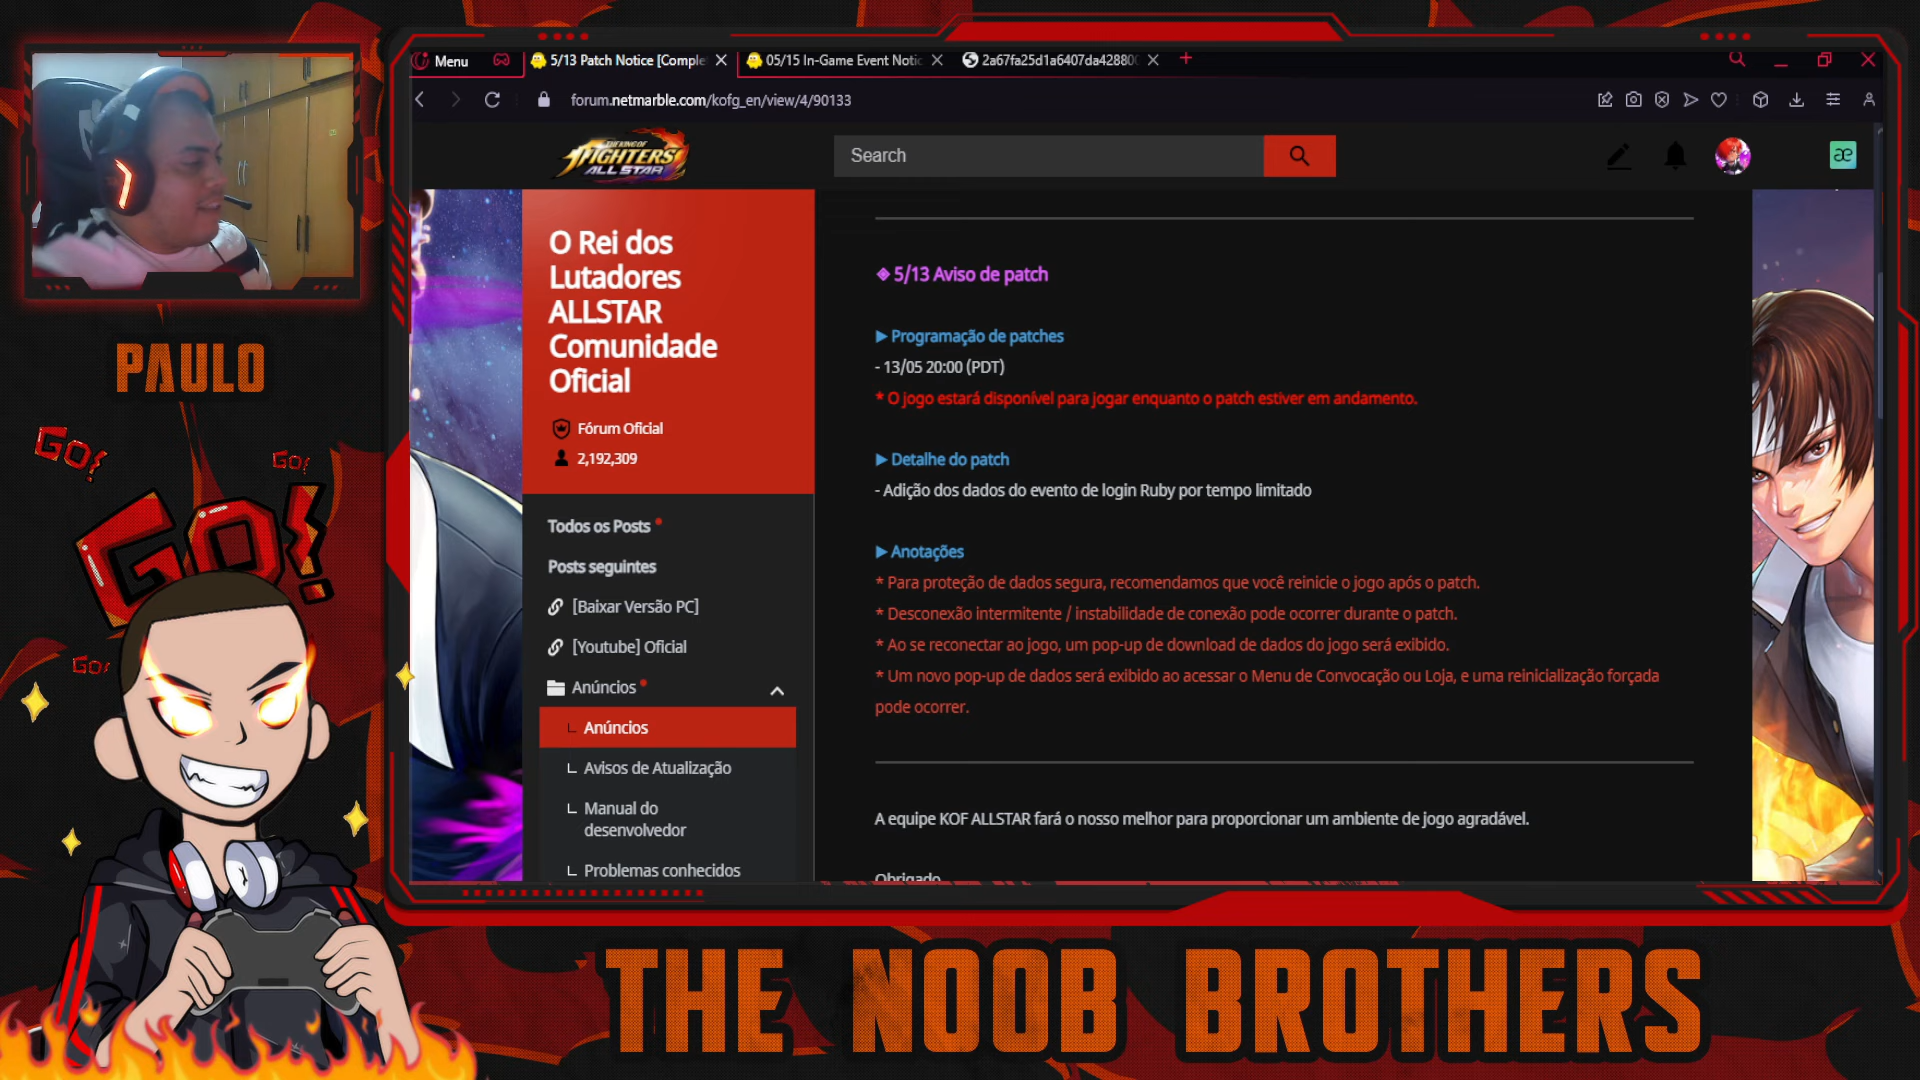 Menu
5/13 Patch Notice [Comple
05/15 In-Game Event Notic
2a67fa25d1a6407da42880
forum.netmarble.com/kofg_en/view/4/90133
THE KING OF
FIGHTERS
ALL STAR
Search
æ
PAULO
GO!
GO!
GO!
GO!
O Rei dos
Lutadores
ALLSTAR
Comunidade
Oficial
Fórum Oficial
2,192,309
Todos os Posts
Posts seguintes
[Baixar Versão PC]
[Youtube] Oficial
Anúncios
Anúncios
Avisos de Atualização
Manual do
desenvolvedor
Problemas conhecidos
◈ 5/13 Aviso de patch
▶ Programação de patches
- 13/05 20:00 (PDT)
* O jogo estará disponível para jogar enquanto o patch estiver em andamento.
▶ Detalhe do patch
- Adição dos dados do evento de login Ruby por tempo limitado
▶ Anotações
* Para proteção de dados segura, recomendamos que você reinicie o jogo após o patch.
* Desconexão intermitente / instabilidade de conexão pode ocorrer durante o patch.
* Ao se reconectar ao jogo, um pop-up de download de dados do jogo será exibido.
* Um novo pop-up de dados será exibido ao acessar o Menu de Convocação ou Loja, e uma reinicialização forçada
pode ocorrer.
A equipe KOF ALLSTAR fará o nosso melhor para proporcionar um ambiente de jogo agradável.
Obrigado
THE NOOB BROTHERS